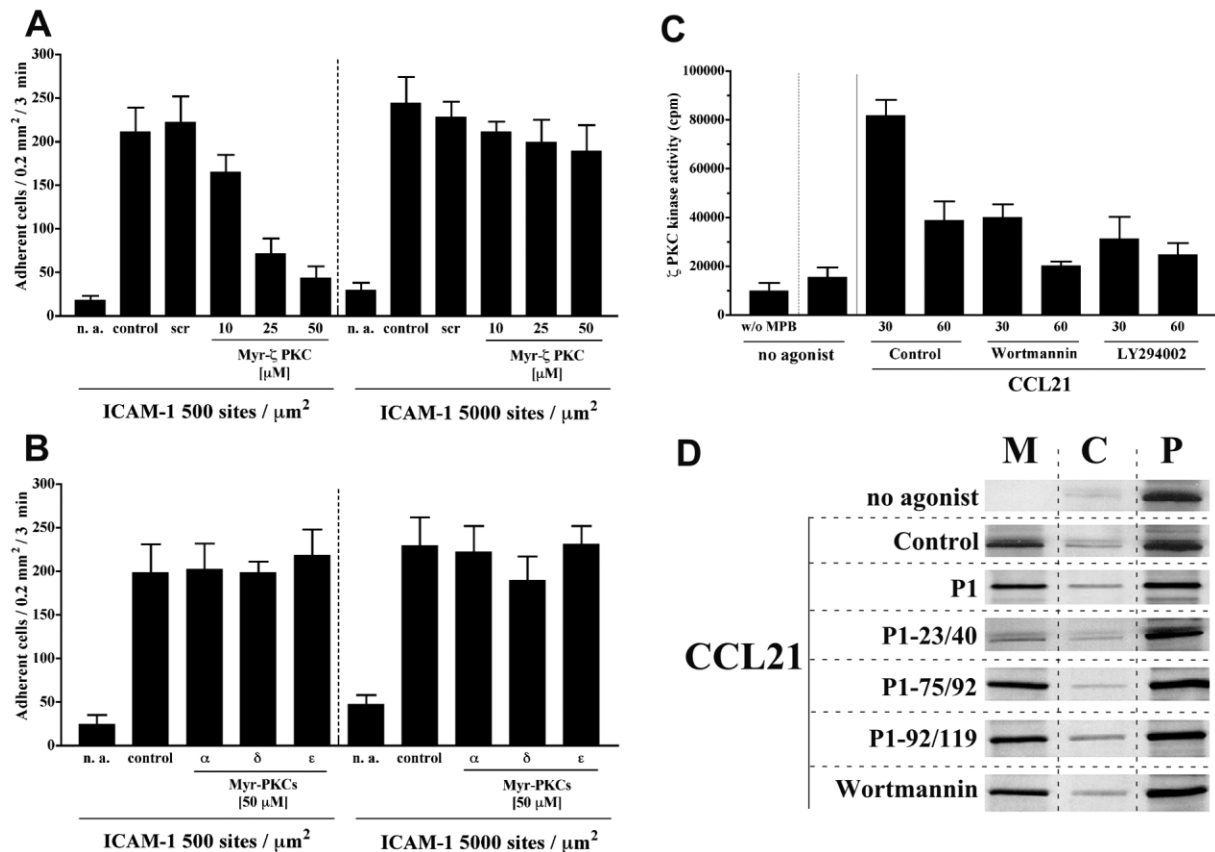 A
Adherent cells / 0.2 mm² / 3 min
300
250
200
150
100
50
0
n. a. control scr 10 25 50 n. a. control scr 10 25 50
Myr-ζ PKC Myr-ζ PKC
[μM] [μM]
ICAM-1 500 sites / μm² ICAM-1 5000 sites / μm²
B
Adherent cells / 0.2 mm² / 3 min
300
250
200
150
100
50
0
n. a. control α δ ε n. a. control α δ ε
Myr-PKCs Myr-PKCs
[50 μM] [50 μM]
ICAM-1 500 sites / μm² ICAM-1 5000 sites / μm²
C
ζ PKC kinase activity (cpm)
100000
80000
60000
40000
20000
0
w/o MPB 30 60 30 60 30 60
no agonist Control Wortmannin LY294002
CCL21
D
M C P
no agonist
Control
P1
P1-23/40
CCL21
P1-75/92
P1-92/119
Wortmannin